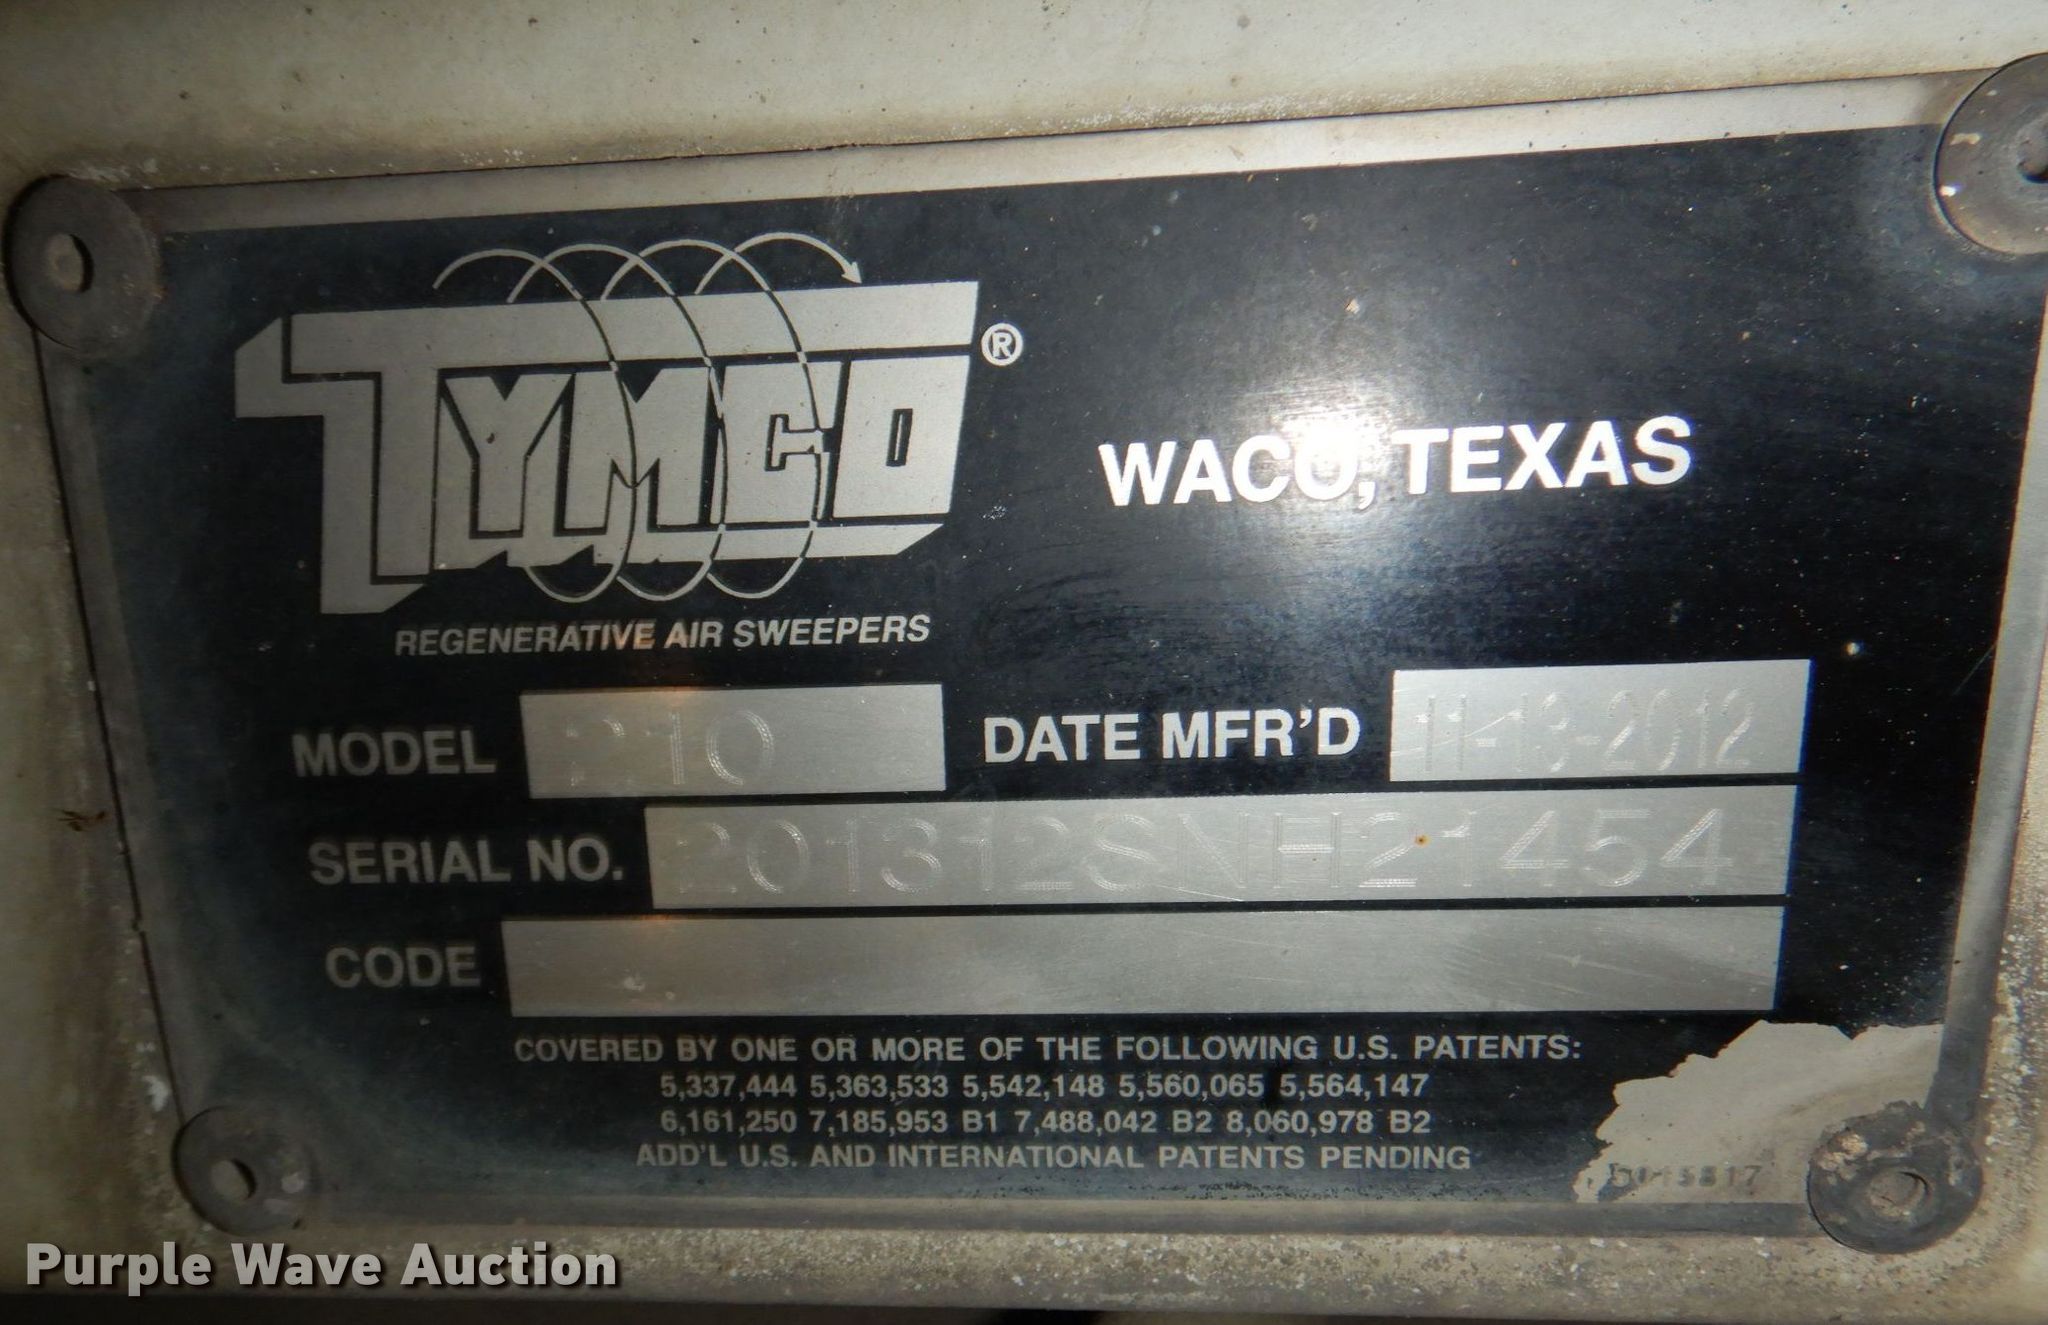 TYMCO®
WACO, TEXAS
REGENERATIVE AIR SWEEPERS
MODEL 210 DATE MFR'D 11-13-2012
SERIAL NO. 201312SNH21454
CODE
COVERED BY ONE OR MORE OF THE FOLLOWING U.S. PATENTS:
5,337,444 5,363,533 5,542,148 5,560,065 5,564,147
6,161,250 7,185,953 B1 7,488,042 B2 8,060,978 B2
ADD'L U.S. AND INTERNATIONAL PATENTS PENDING
Purple Wave Auction